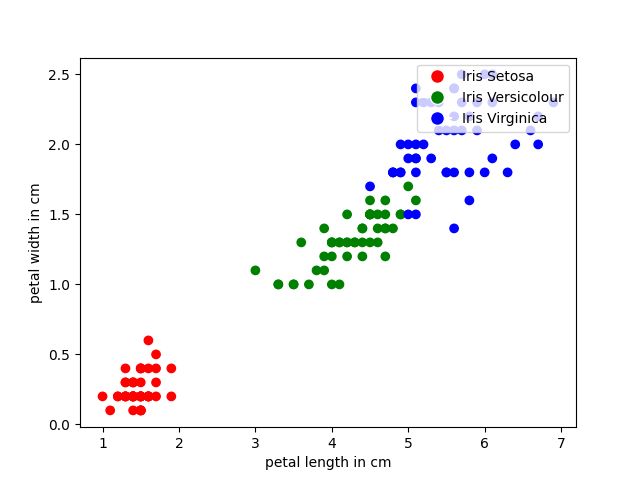 2.5
2.0
1.5
1.0
0.5
0.0
petal width in cm
Iris Setosa
Iris Versicolour
Iris Virginica
1 2 3 4 5 6 7
petal length in cm